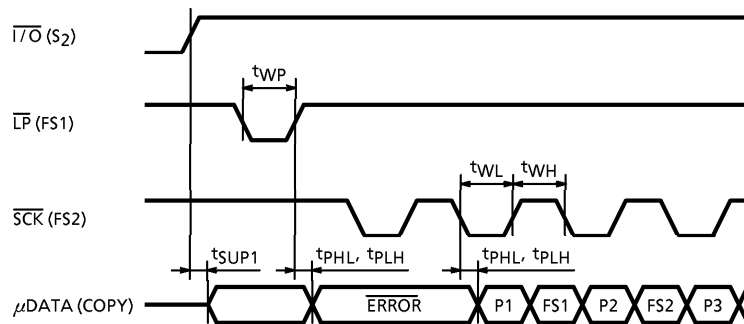 I/O (S2)
tWP
LP (FS1)
tWL tWH
SCK (FS2)
tSUP1 tPHL, tPLH tPHL, tPLH
μDATA (COPY) ERROR P1 FS1 P2 FS2 P3